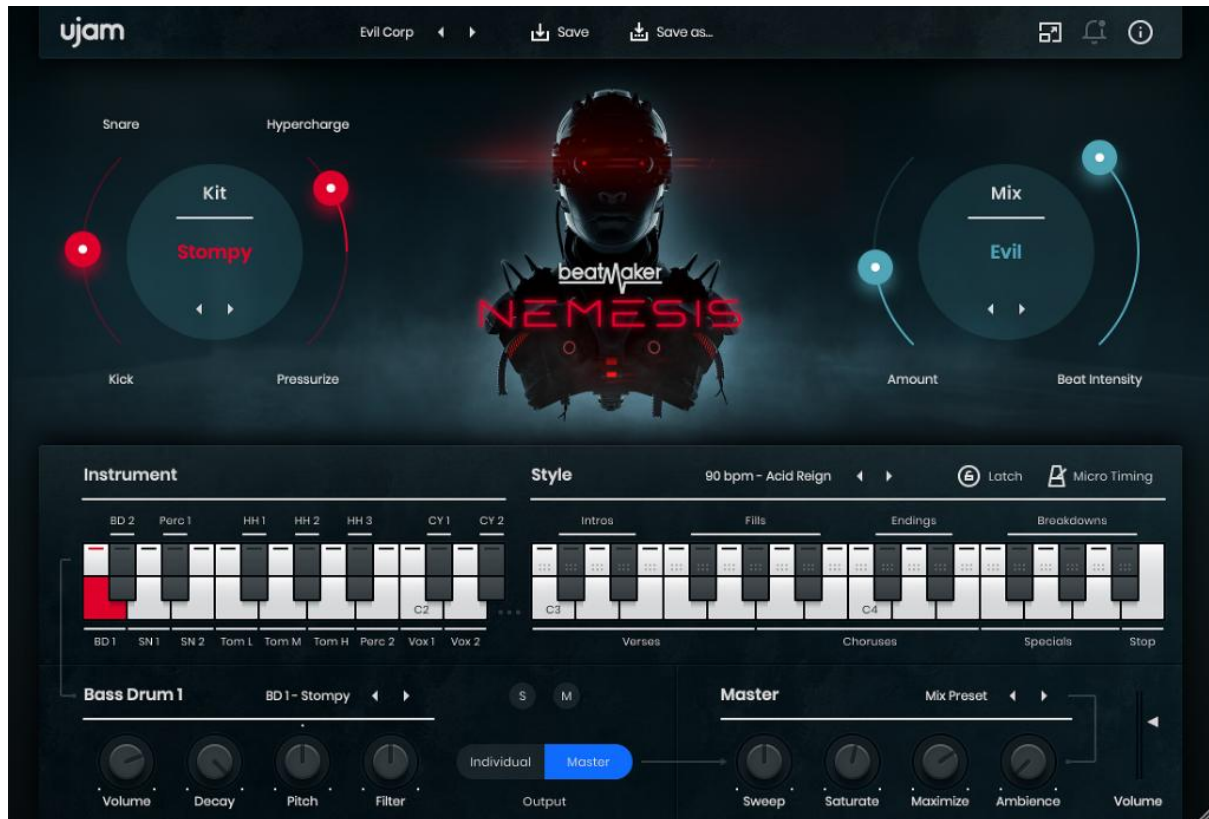 ujam
Evil Corp
Save
Save as...
Snare
Hypercharge
Kit
Stompy
Kick
Pressurize
beatMaker
NEMESIS
Mix
Evil
Amount
Beat Intensity
Instrument
Style
90 bpm - Acid Reign
Latch
Micro Timing
BD 2 Perc 1 HH 1 HH 2 HH 3 CY 1 CY 2
Intros Fills Endings Breakdowns
C2 C3 C4
BD 1 SN 1 SN 2 Tom L Tom M Tom H Perc 2 Vox 1 Vox 2
Verses Choruses Specials Stop
Bass Drum 1
BD 1 - Stompy
S M
Master
Mix Preset
Individual Master
Volume Decay Pitch Filter
Output
Sweep Saturate Maximize Ambience Volume